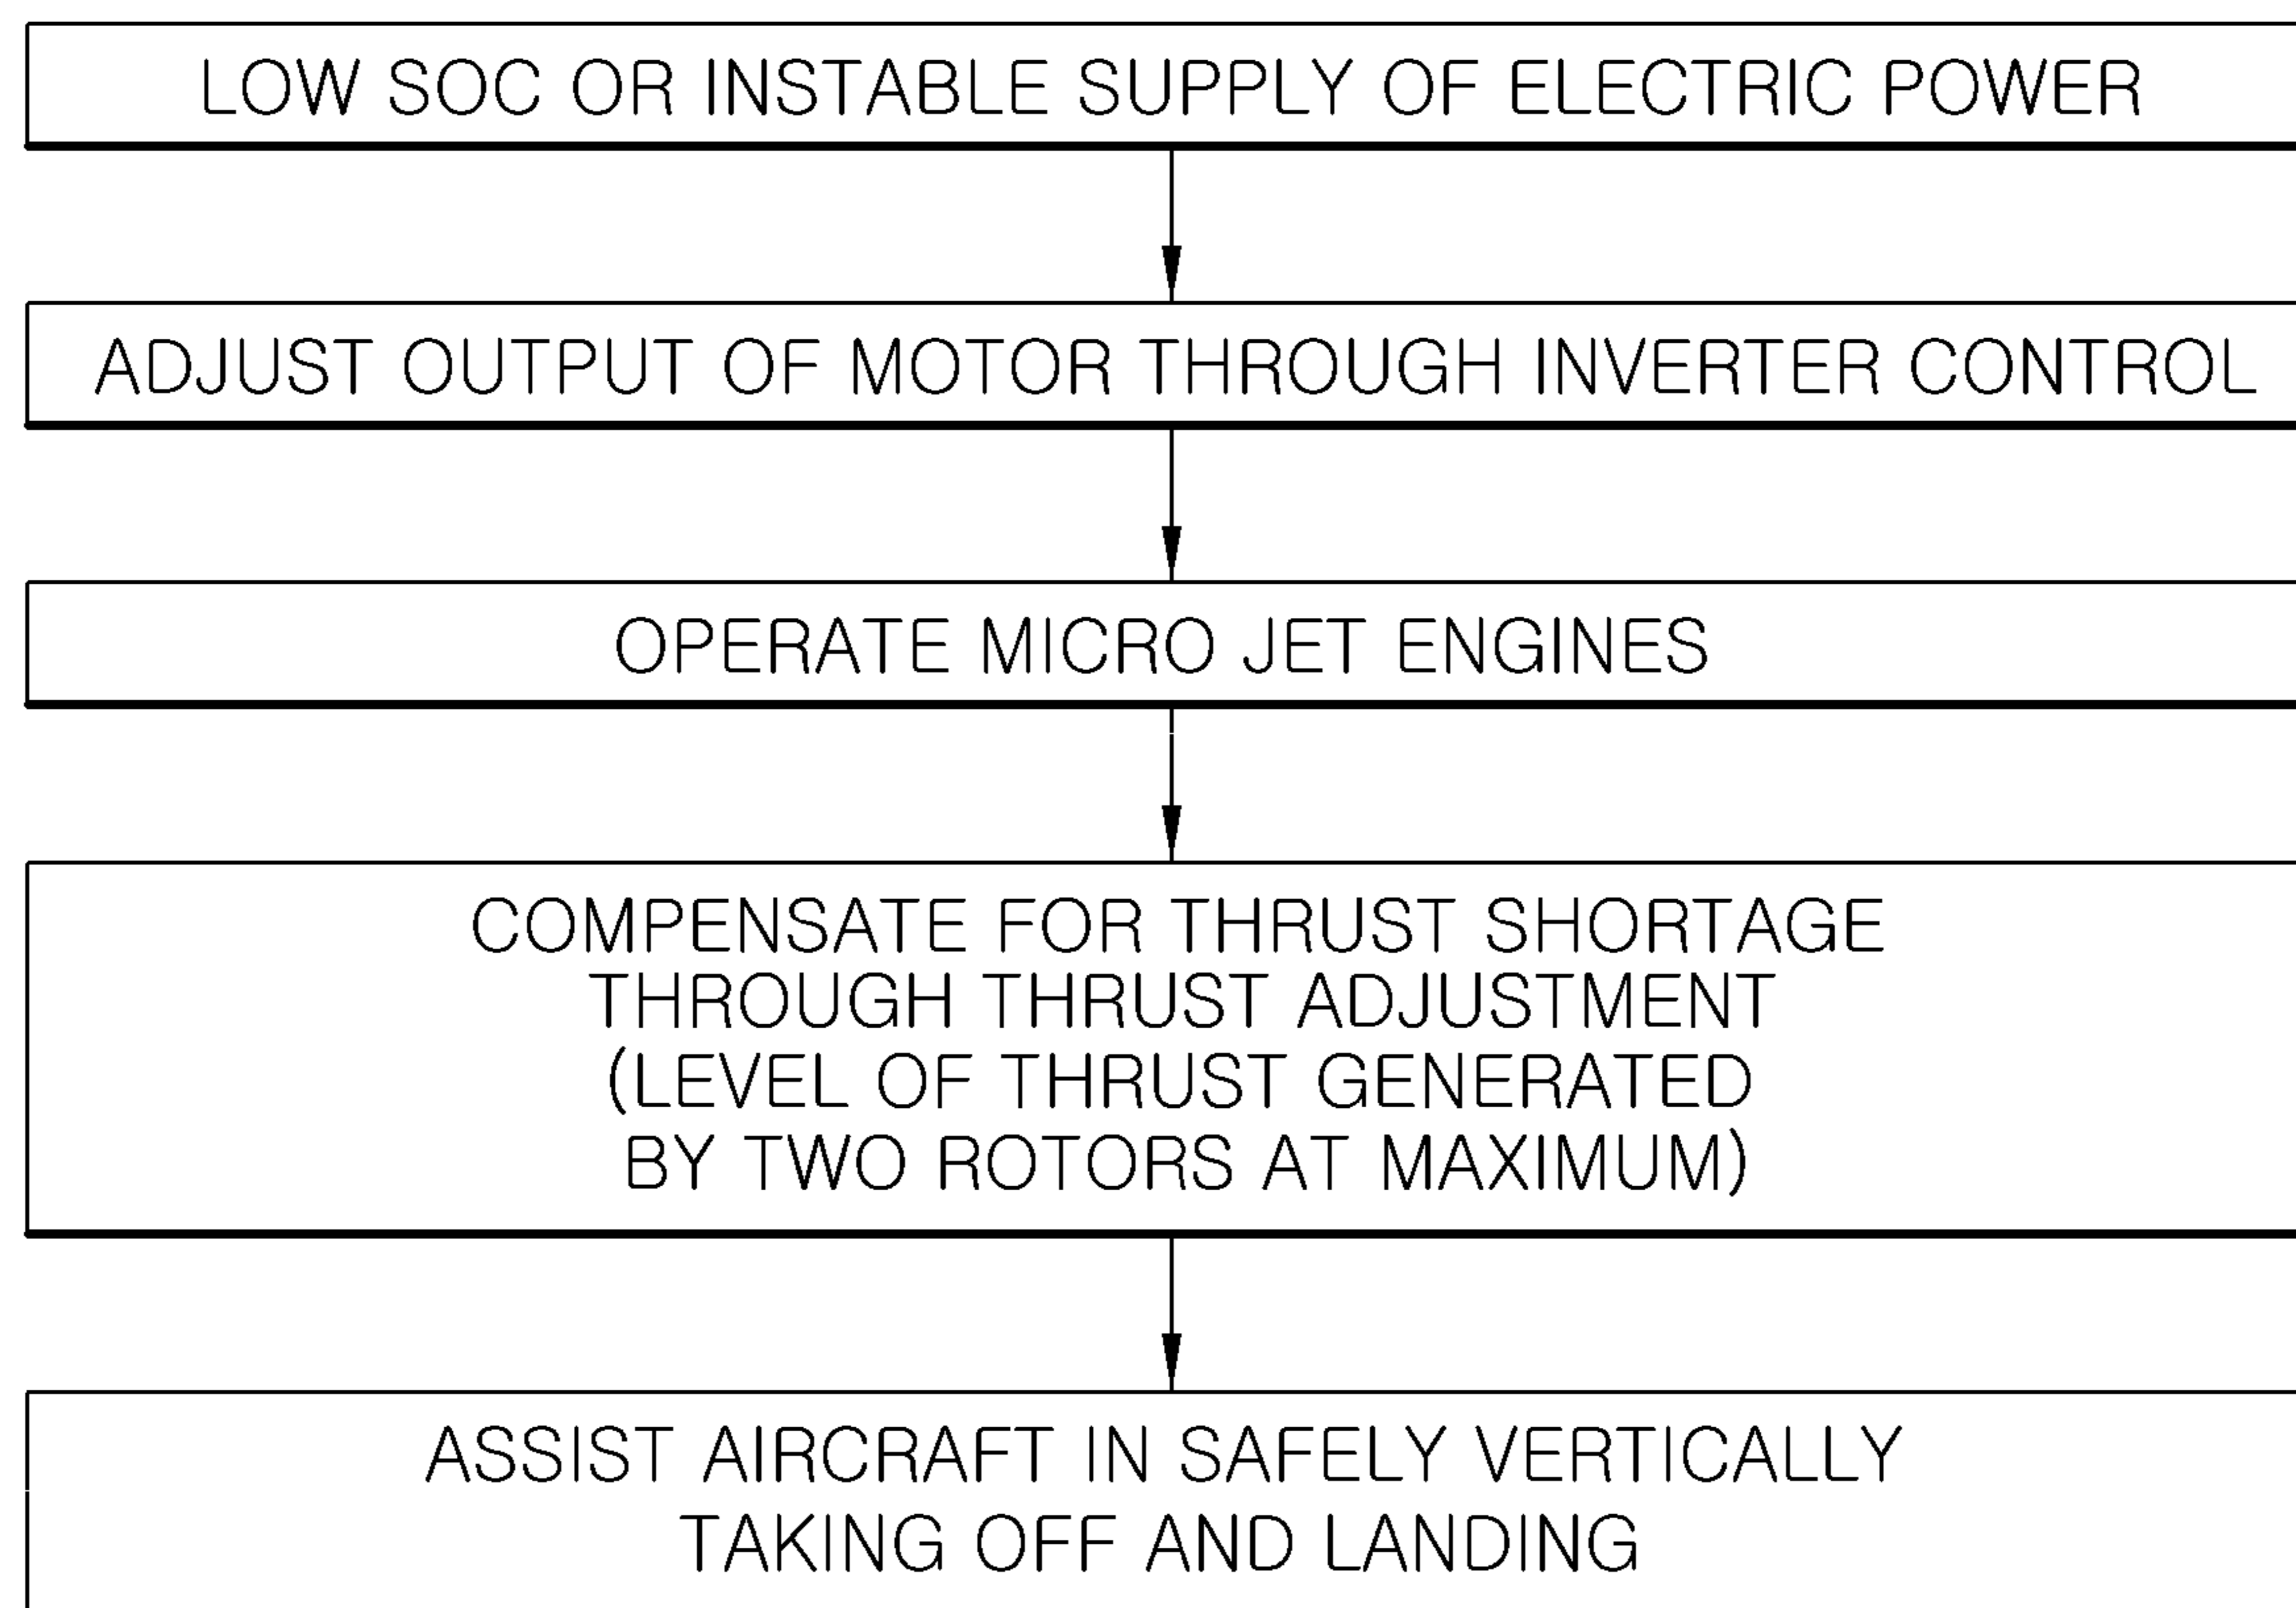 LOW SOC OR INSTABLE SUPPLY OF ELECTRIC POWER
ADJUST OUTPUT OF MOTOR THROUGH INVERTER CONTROL
OPERATE MICRO JET ENGINES
COMPENSATE FOR THRUST SHORTAGE
THROUGH THRUST ADJUSTMENT
(LEVEL OF THRUST GENERATED
BY TWO ROTORS AT MAXIMUM)
ASSIST AIRCRAFT IN SAFELY VERTICALLY
TAKING OFF AND LANDING